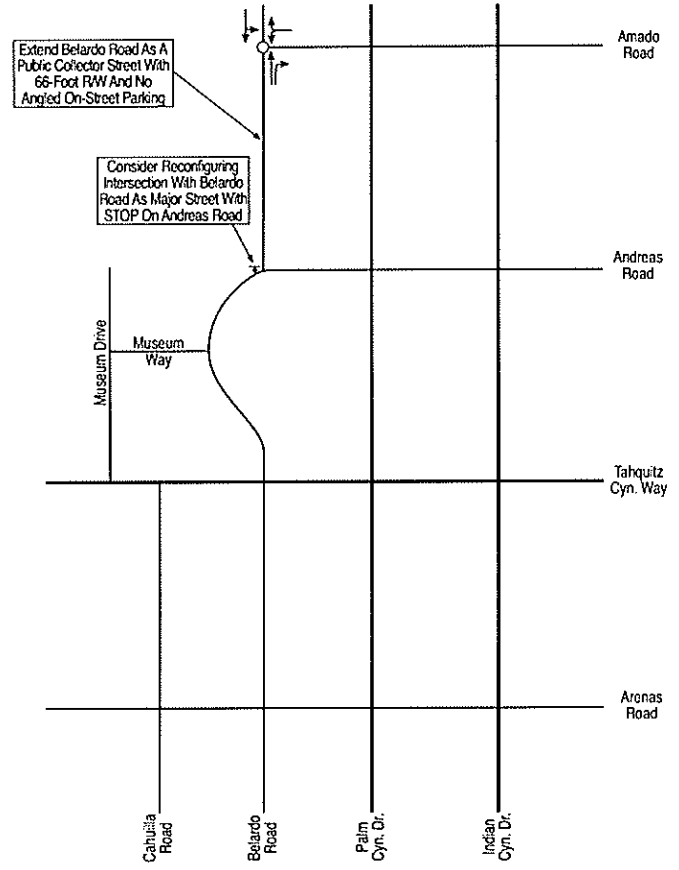 Amado
Road
Extend Belardo Road As A
Public Collector Street With
66-Foot R/W And No
Angled On-Street Parking
Consider Reconfiguring
Intersection With Belardo
Road As Major Street With
STOP On Andreas Road
Andreas
Road
Museum Drive
Museum
Way
Tahquitz
Cyn. Way
Arenas
Road
Cahuilla
Road
Belardo
Road
Palm
Cyn. Dr.
Indian
Cyn. Dr.